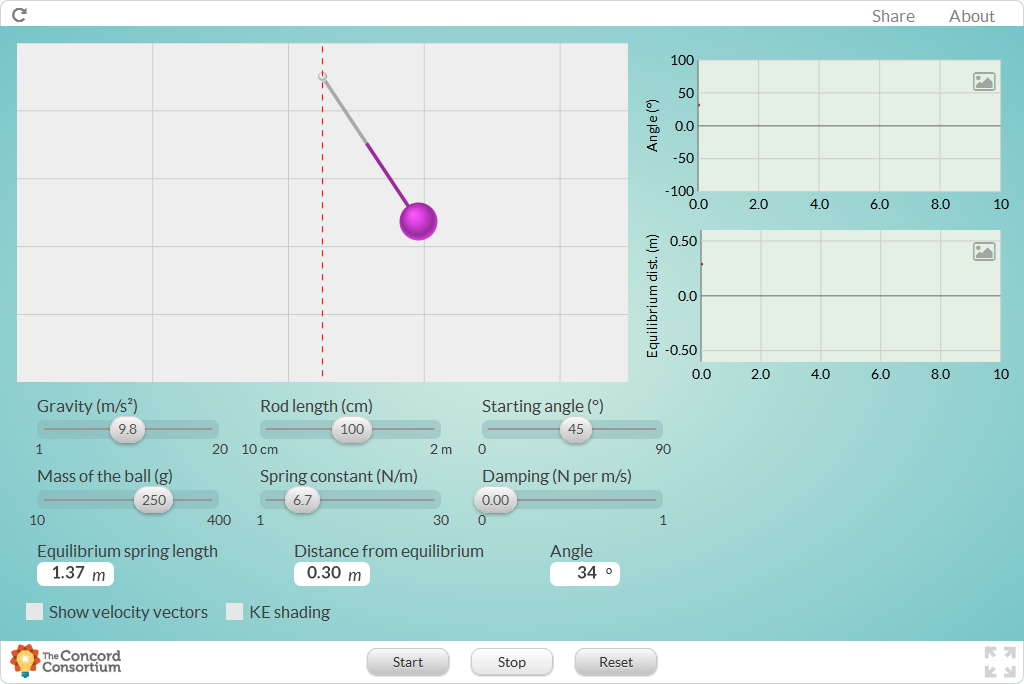 Share About
100
50
0.0
-50
-100
Angle (°)
0.0 2.0 4.0 6.0 8.0 10
0.50
0.0
-0.50
Equilibrium dist. (m)
0.0 2.0 4.0 6.0 8.0 10
Gravity (m/s²) Rod length (cm) Starting angle (°)
9.8 100 45
1 20 10 cm 2 m 0 90
Mass of the ball (g) Spring constant (N/m) Damping (N per m/s)
250 6.7 0.00
10 400 1 30 0 1
Equilibrium spring length Distance from equilibrium Angle
1.37 m 0.30 m 34 °
Show velocity vectors KE shading
The Concord
Consortium
Start Stop Reset